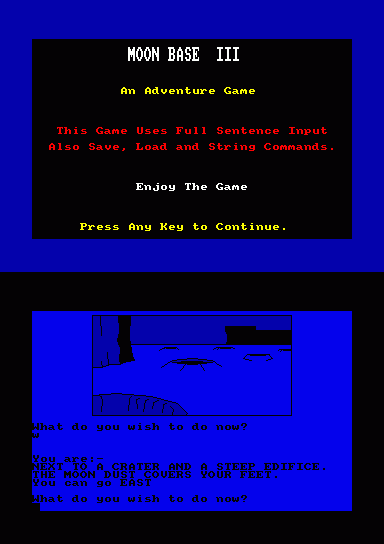 MOON BASE III
An Adventure Game
This Game Uses Full Sentence Input
Also Save, Load and String Commands.
Enjoy The Game
Press Any Key to Continue.
What do you wish to do now?
w
You are:-
NEXT TO A CRATER AND A STEEP EDIFICE.
THE MOON DUST COVERS YOUR FEET.
You can go EAST
What do you wish to do now?